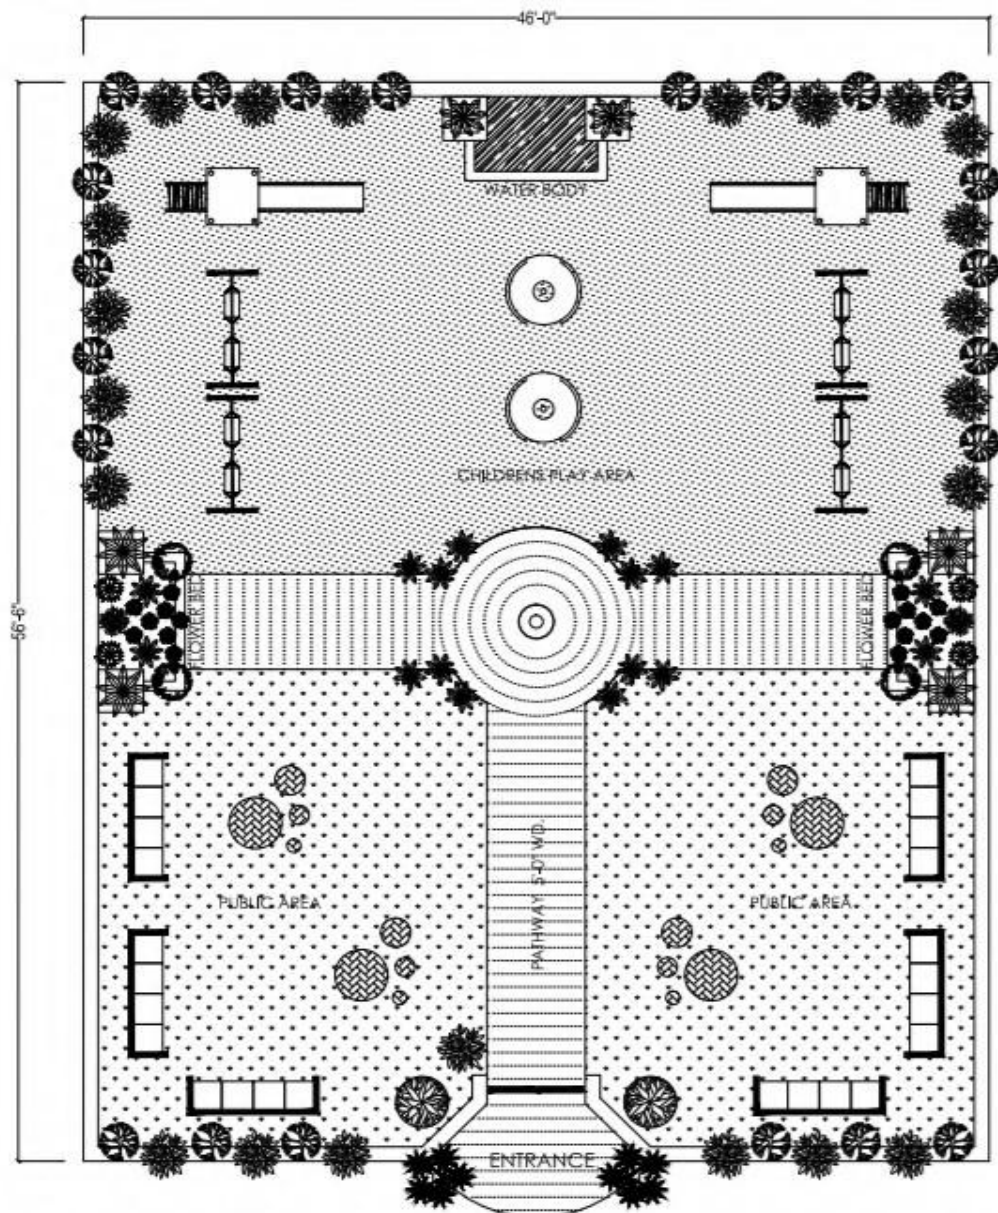 46'-0"
WATER BODY
CHILDRENS PLAY AREA
56'-6"
FLOWER BED
FLOWER BED
PATHWAY 5'-0" WD.
PUBLIC AREA
PUBLIC AREA
ENTRANCE